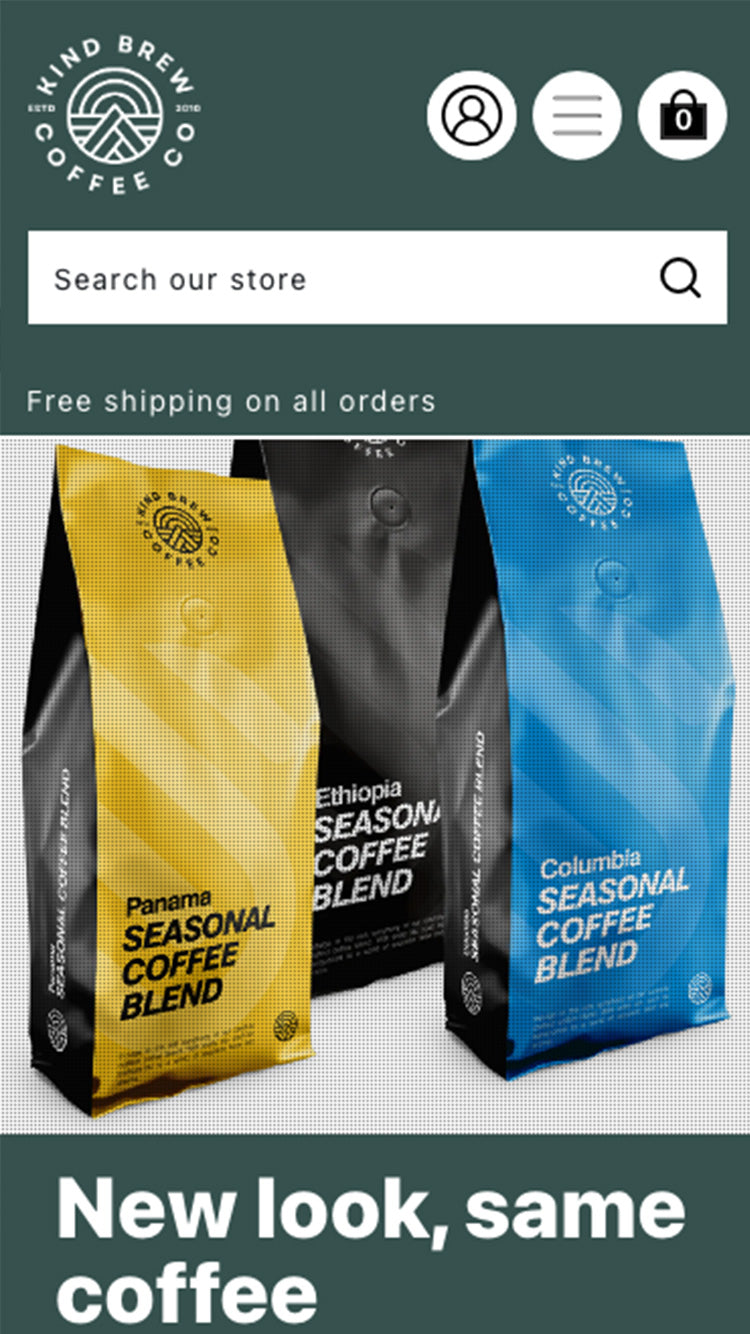 KIND BREW
ESTD 2010
COFFEE CO
0
Search our store
Free shipping on all orders
KIND BREW CO
COFFEE
Panama
SEASONAL
COFFEE
BLEND
Panama
SEASONAL COFFEE BLEND
Ethiopia
SEASONA
COFFEE
BLEND
KIND BREW CO
COFFEE
Columbia
SEASONAL
COFFEE
BLEND
SEASONAL COFFEE BLEND
New look, same
coffee